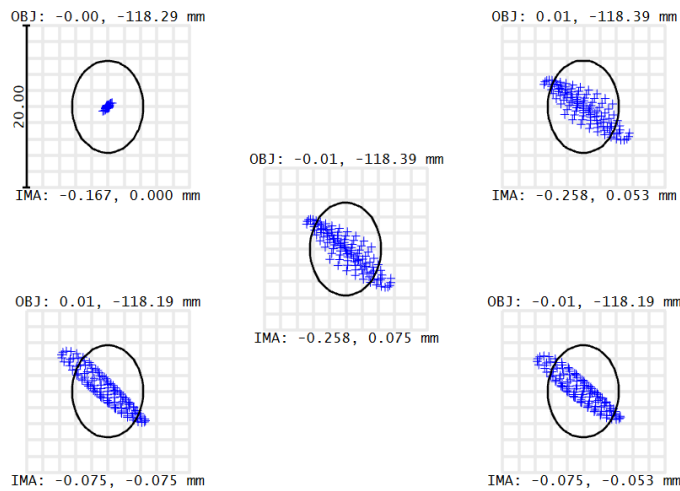 OBJ: -0.00, -118.29 mm
OBJ: 0.01, -118.39 mm
20.00
IMA: -0.167, 0.000 mm
IMA: -0.258, 0.053 mm
OBJ: -0.01, -118.39 mm
IMA: -0.258, 0.075 mm
OBJ: 0.01, -118.19 mm
OBJ: -0.01, -118.19 mm
IMA: -0.075, -0.075 mm
IMA: -0.075, -0.053 mm